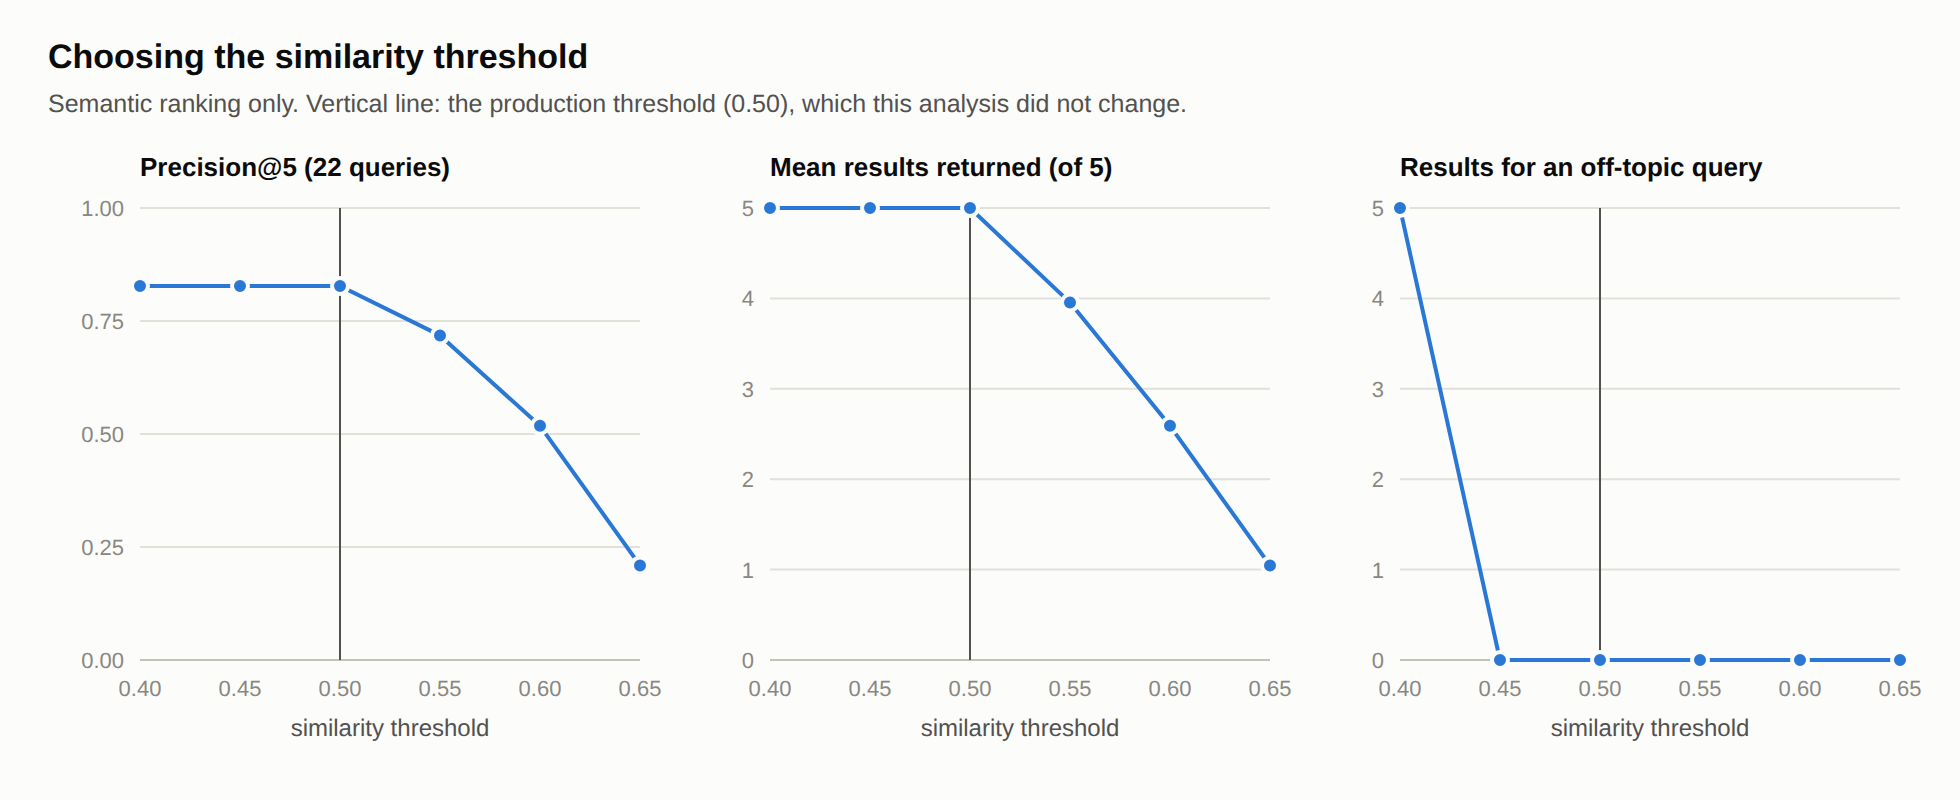 Choosing the similarity threshold
Semantic ranking only. Vertical line: the production threshold (0.50), which this analysis did not change.
Precision@5 (22 queries)
1.00
0.75
0.50
0.25
0.00
0.40 0.45 0.50 0.55 0.60 0.65
similarity threshold
Mean results returned (of 5)
5
4
3
2
1
0
0.40 0.45 0.50 0.55 0.60 0.65
similarity threshold
Results for an off-topic query
5
4
3
2
1
0
0.40 0.45 0.50 0.55 0.60 0.65
similarity threshold